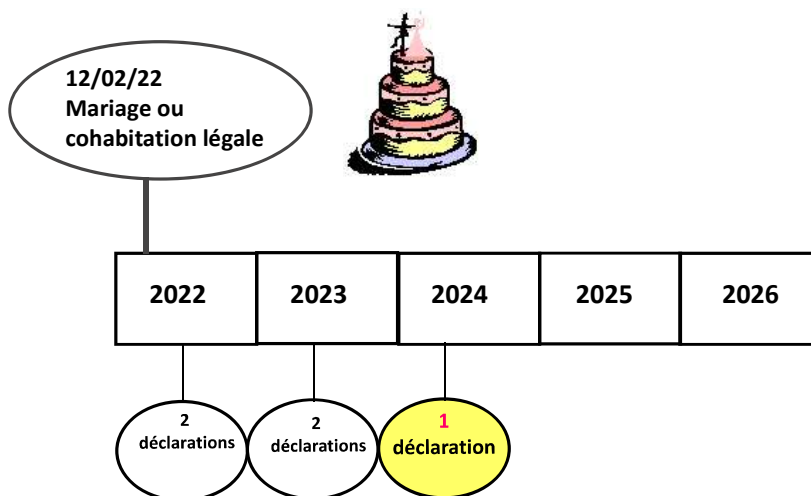 12/02/22
Mariage ou
cohabitation légale
2022 2023 2024 2025 2026
2 déclarations
2 déclarations
1 déclaration